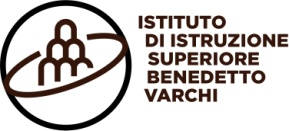 ISTITUTO
DI ISTRUZIONE
SUPERIORE
BENEDETTO
VARCHI